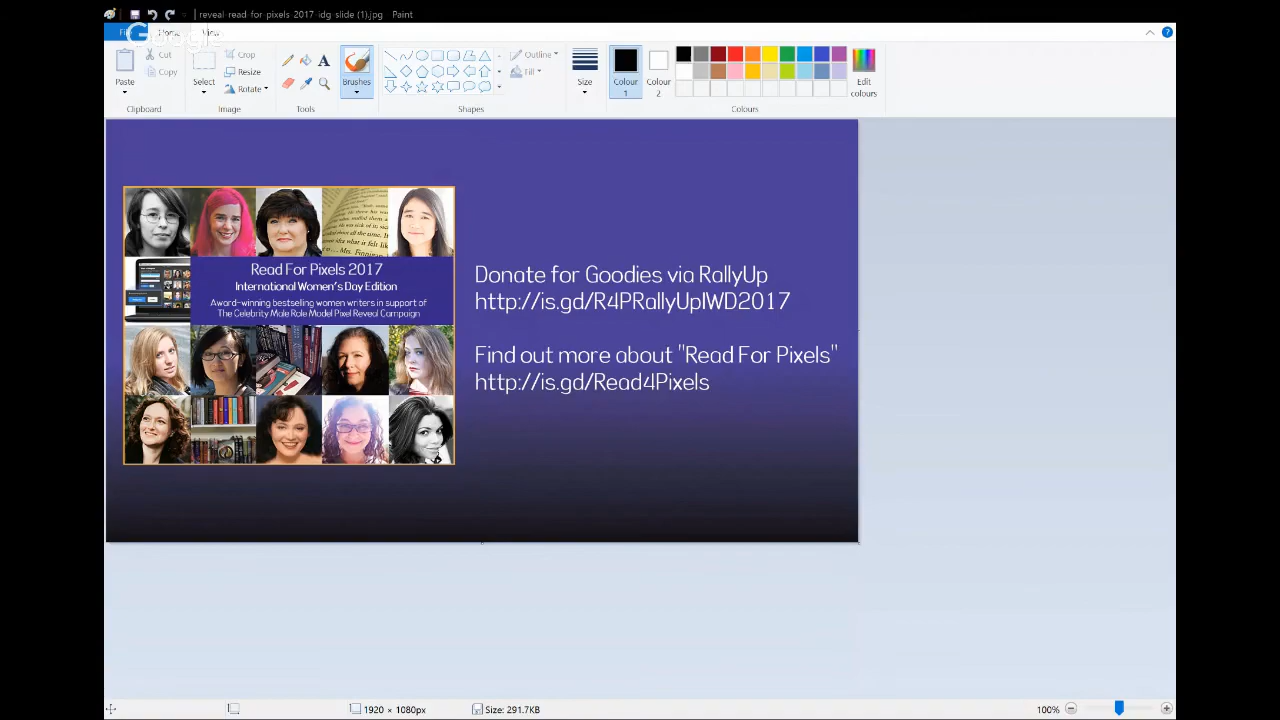 reveal-read-for-pixels-2017-idg-slide (1).jpg - Paint
Google
File
Home
View
Paste
Cut
Copy
Clipboard
Select
Crop
Resize
Rotate
Image
Tools
Brushes
Shapes
Outline
Fill
Size
Colour
1
Colour
2
Edit
colours
Colours
Read For Pixels 2017
International Women's Day Edition
Award-winning bestselling women writers in support of
The Celebrity Male Role Model Pixel Reveal Campaign
Donate for Goodies via RallyUp
http://is.gd/R4PRallyUpIWD2017
Find out more about "Read For Pixels"
http://is.gd/Read4Pixels
1920 × 1080px
Size: 291.7KB
100%